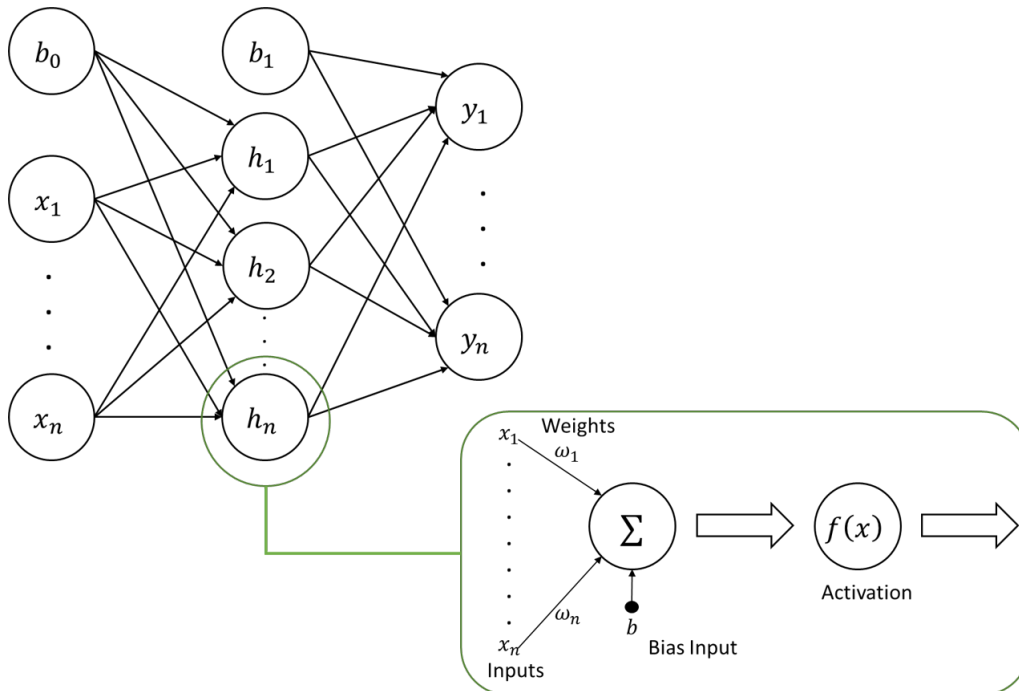 b₀
b₁
y₁
h₁
x₁
h₂
yₙ
xₙ
hₙ
Weights
x₁
ω₁
Σ
f(x)
Activation
ωₙ
b
xₙ
Bias Input
Inputs